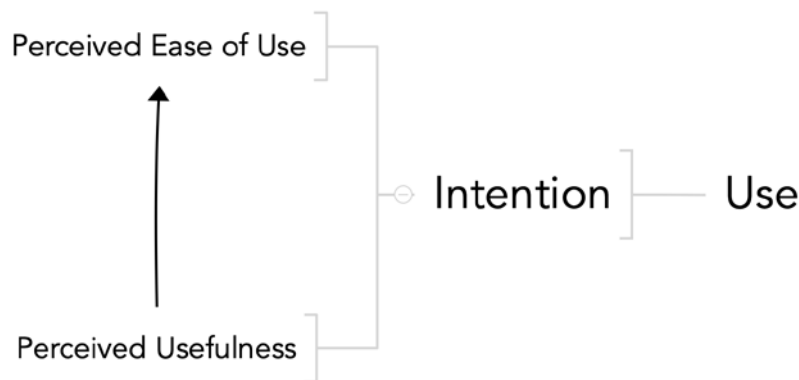 Perceived Ease of Use
Intention
Use
Perceived Usefulness